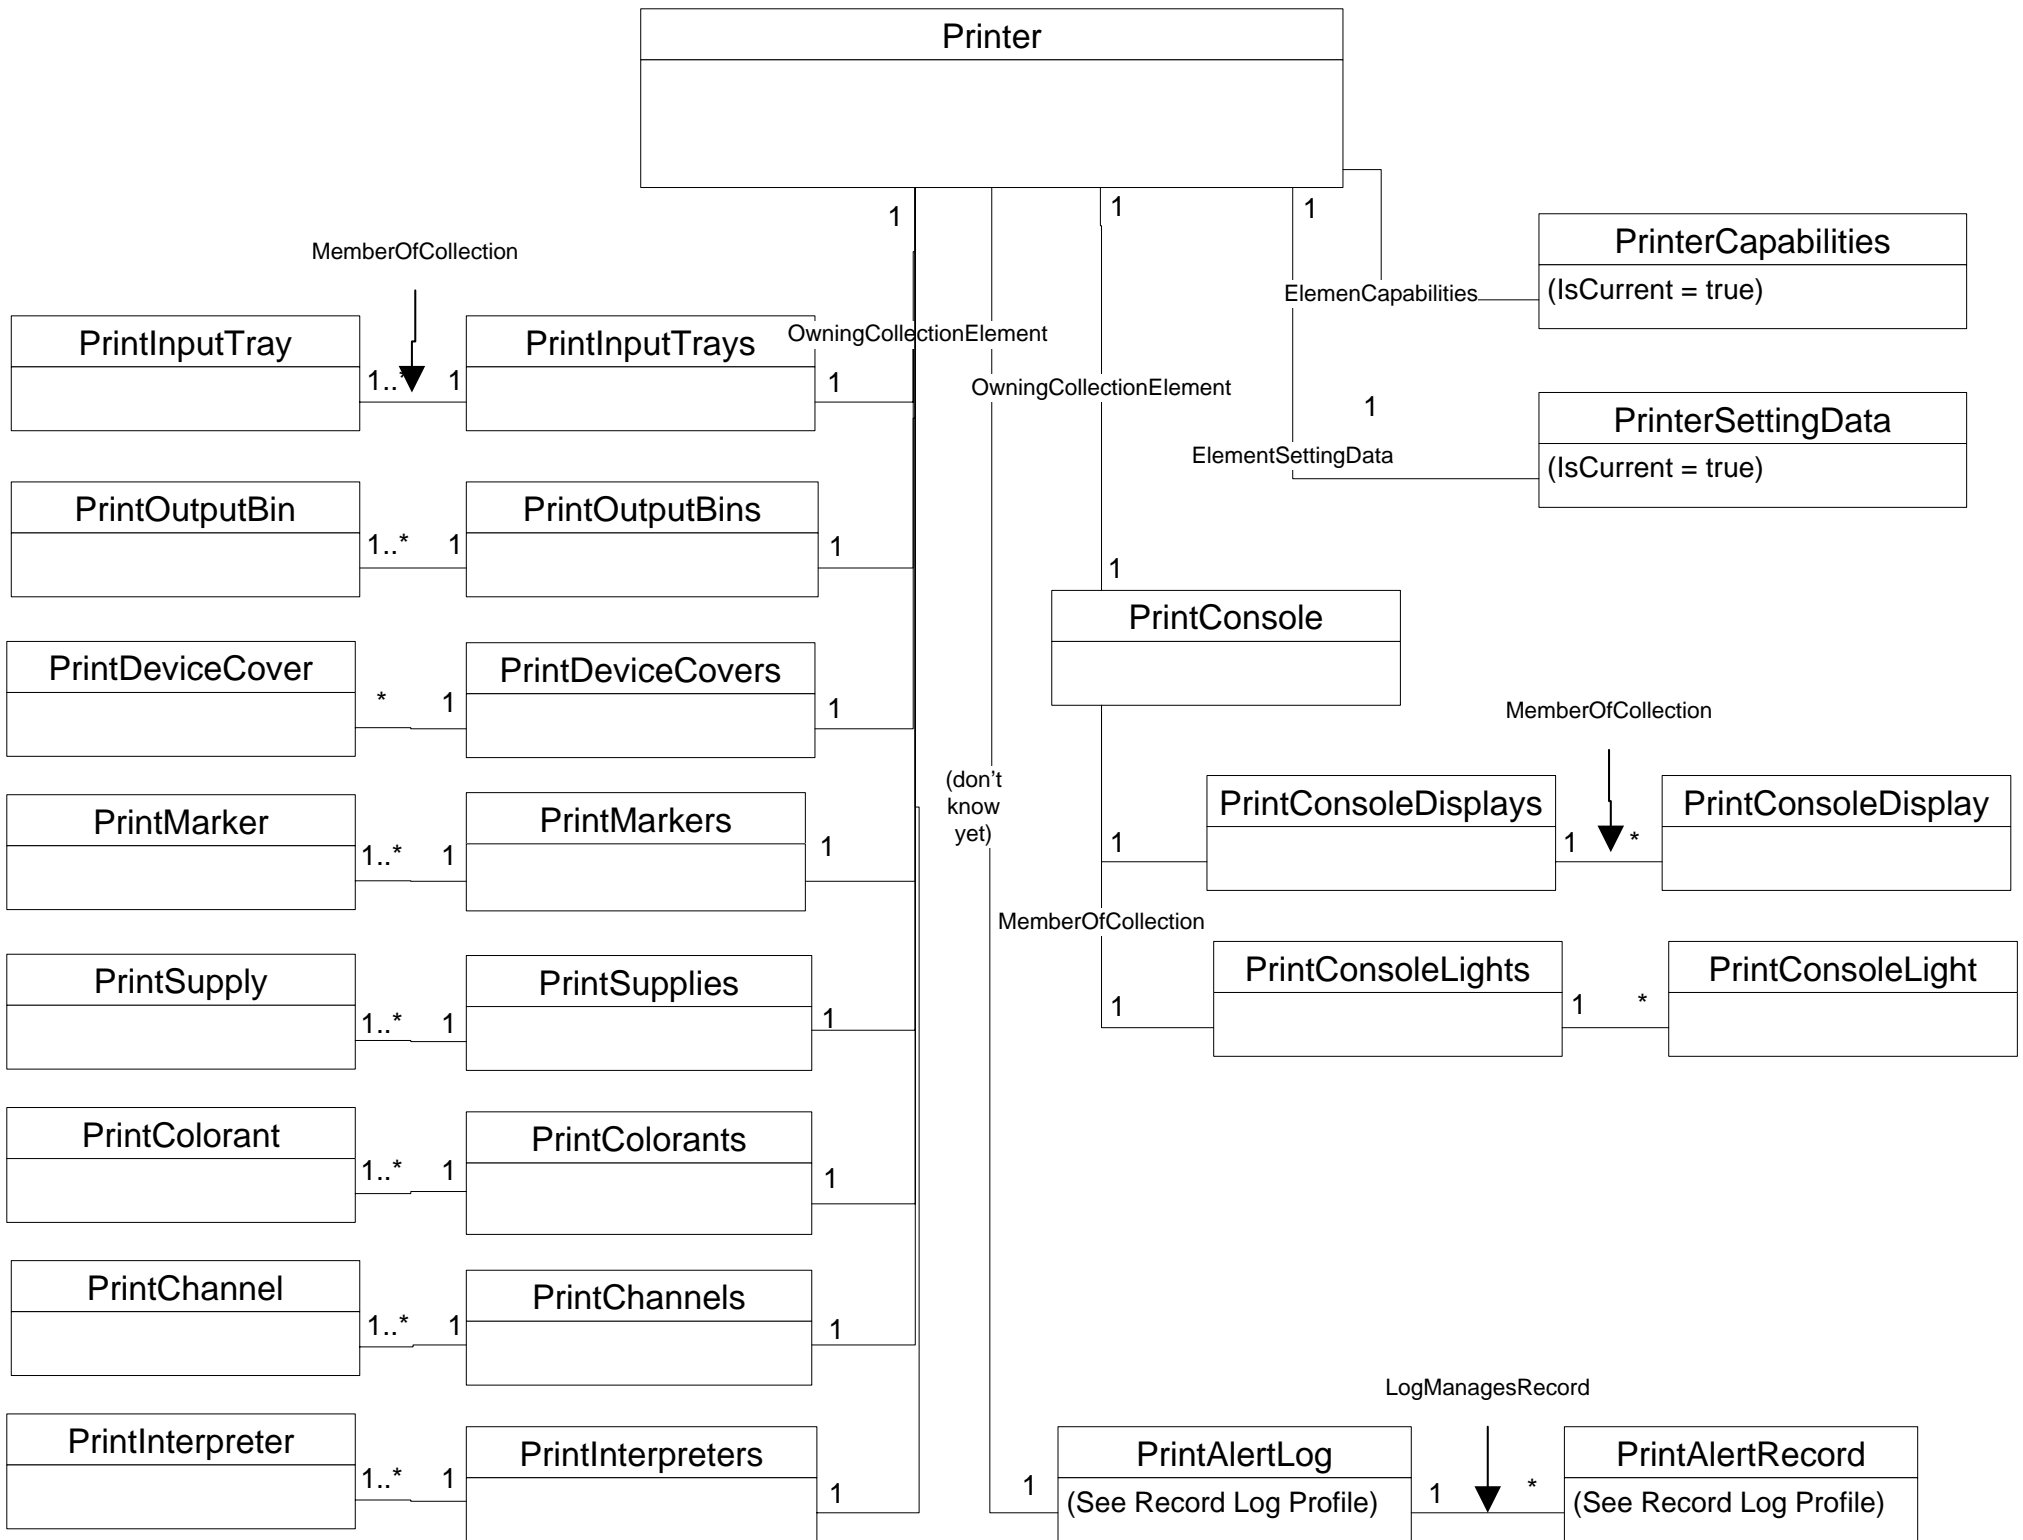 Printer
1
1
1
MemberOfCollection
PrinterCapabilities
(IsCurrent = true)
ElemenCapabilities
PrintInputTray
1..*
1
PrintInputTrays
1
OwningCollectionElement
OwningCollectionElement
1
PrinterSettingData
(IsCurrent = true)
ElementSettingData
PrintOutputBin
1..*
1
PrintOutputBins
1
1
PrintConsole
PrintDeviceCover
*
1
PrintDeviceCovers
1
MemberOfCollection
(don't
know
yet)
PrintMarker
1..*
1
PrintMarkers
1
1
PrintConsoleDisplays
1
*
PrintConsoleDisplay
MemberOfCollection
PrintSupply
1..*
1
PrintSupplies
1
1
PrintConsoleLights
1
*
PrintConsoleLight
PrintColorant
1..*
1
PrintColorants
1
PrintChannel
1..*
1
PrintChannels
1
LogManagesRecord
PrintInterpreter
1..*
1
PrintInterpreters
1
1
PrintAlertLog
(See Record Log Profile)
1
*
PrintAlertRecord
(See Record Log Profile)